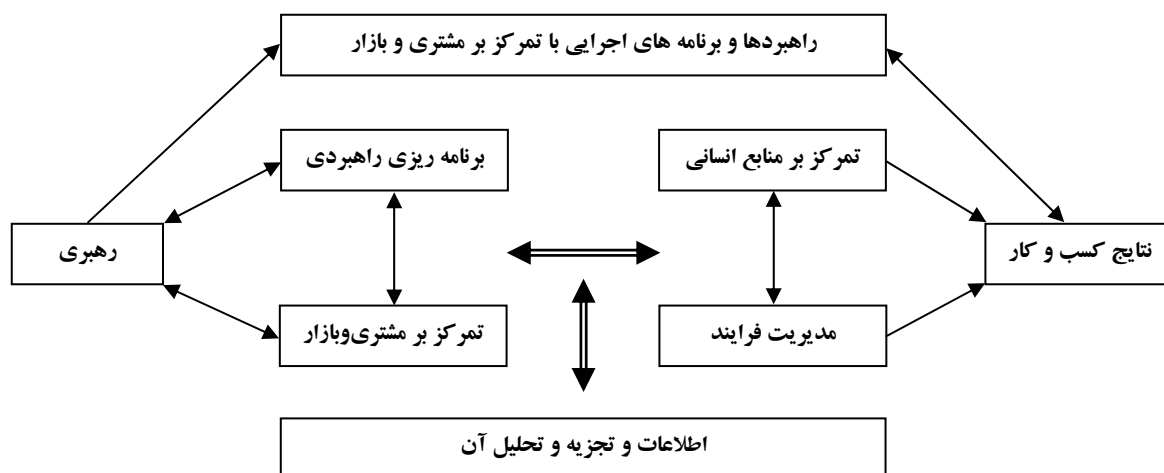 راهبردها و برنامه های اجرایی با تمرکز بر مشتری و بازار
تمرکز بر منابع انسانی
برنامه ریزی راهبردی
نتایج کسب و کار
رهبری
مدیریت فرایند
تمرکز بر مشتری‌وبازار
اطلاعات و تجزیه و تحلیل آن